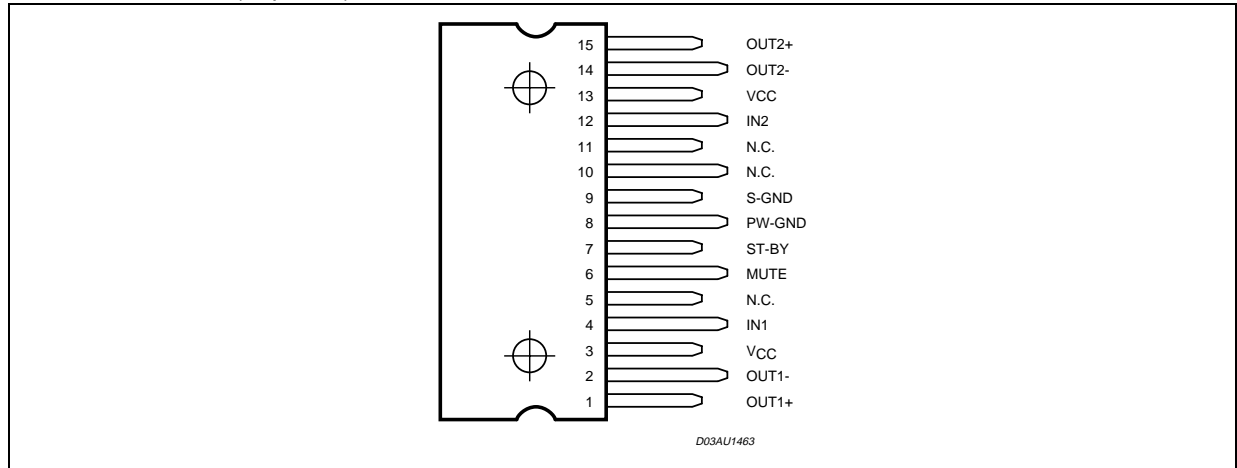 15 OUT2+
14 OUT2-
13 VCC
12 IN2
11 N.C.
10 N.C.
9 S-GND
8 PW-GND
7 ST-BY
6 MUTE
5 N.C.
4 IN1
3 VCC
2 OUT1-
1 OUT1+
D03AU1463